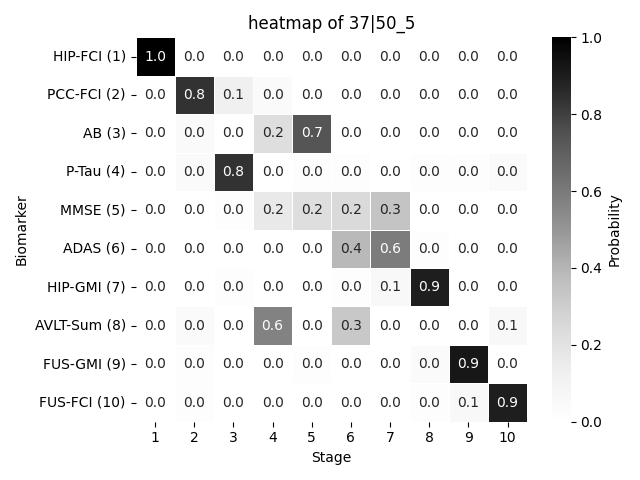 heatmap of 37|50_5
HIP-FCI (1) 1.0 0.0 0.0 0.0 0.0 0.0 0.0 0.0 0.0 0.0
PCC-FCI (2) 0.0 0.8 0.1 0.0 0.0 0.0 0.0 0.0 0.0 0.0
AB (3) 0.0 0.0 0.0 0.2 0.7 0.0 0.0 0.0 0.0 0.0
P-Tau (4) 0.0 0.0 0.8 0.0 0.0 0.0 0.0 0.0 0.0 0.0
MMSE (5) 0.0 0.0 0.0 0.2 0.2 0.2 0.3 0.0 0.0 0.0
ADAS (6) 0.0 0.0 0.0 0.0 0.0 0.4 0.6 0.0 0.0 0.0
HIP-GMI (7) 0.0 0.0 0.0 0.0 0.0 0.0 0.1 0.9 0.0 0.0
AVLT-Sum (8) 0.0 0.0 0.0 0.6 0.0 0.3 0.0 0.0 0.0 0.1
FUS-GMI (9) 0.0 0.0 0.0 0.0 0.0 0.0 0.0 0.0 0.9 0.0
FUS-FCI (10) 0.0 0.0 0.0 0.0 0.0 0.0 0.0 0.0 0.1 0.9
1 2 3 4 5 6 7 8 9 10
Stage
Biomarker
1.0
0.8
0.6
0.4
0.2
0.0
Probability